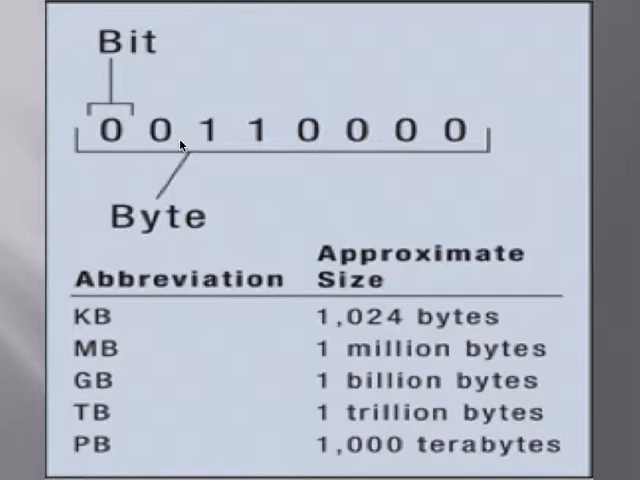 Bit
0 0 1 1 0 0 0 0
Byte
Abbreviation Approximate Size
KB 1,024 bytes
MB 1 million bytes
GB 1 billion bytes
TB 1 trillion bytes
PB 1,000 terabytes